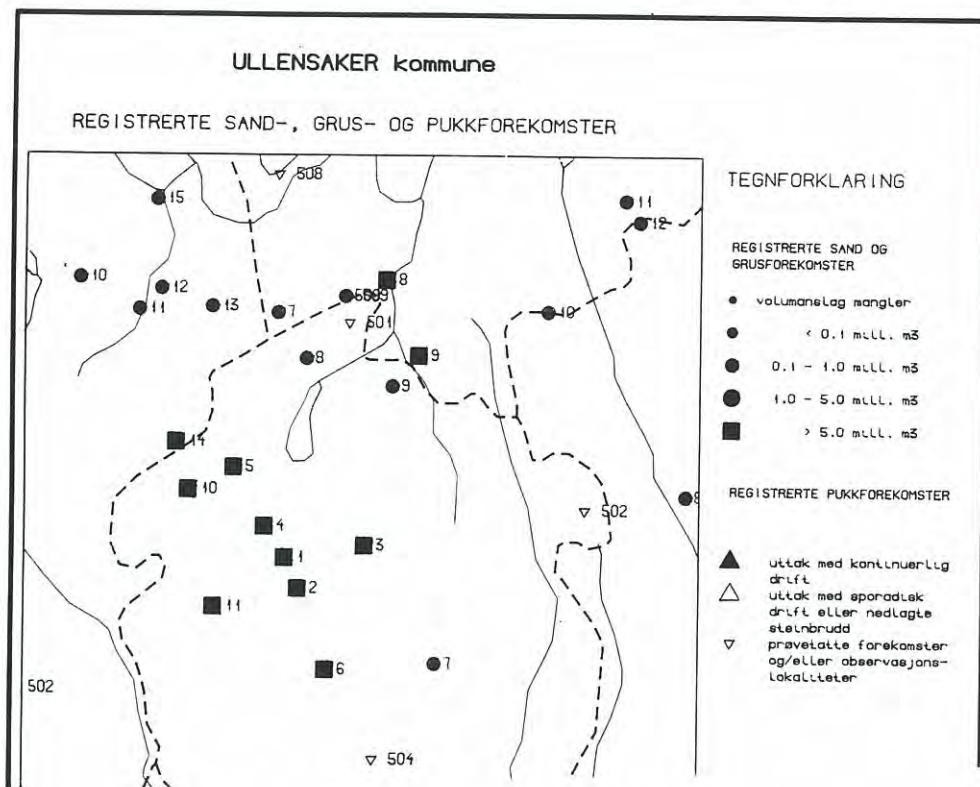 ULLENSAKER kommune
REGISTRERTE SAND-, GRUS- OG PUKKFOREKOMSTER
508
15
11
12
10
12
11
13
7
8
509
10
501
8
9
9
14
5
10
502
8
4
3
1
2
11
6
7
502
504
TEGNFORKLARING
REGISTRERTE SAND OG
GRUSFOREKOMSTER
volumanslag mangler
< 0.1 mill. m3
0.1 - 1.0 mill. m3
1.0 - 5.0 mill. m3
> 5.0 mill. m3
REGISTRERTE PUKKFOREKOMSTER
uttak med kontinuerlig
drift
uttak med sporadisk
drift eller nedlagte
steinbrudd
prøvetatte forekomster
og/eller observasjons-
lokaliteter